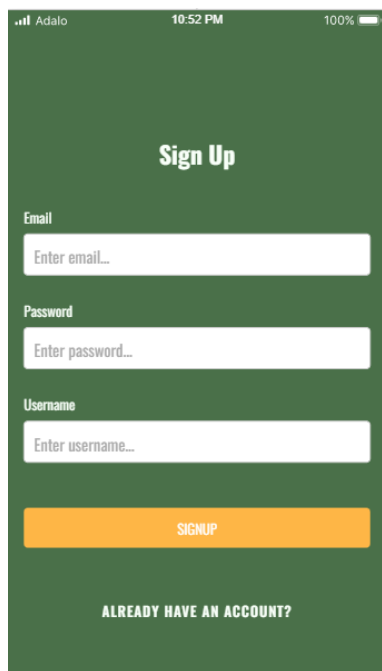 Adalo 10:52 PM 100%
Sign Up
Email
Enter email...
Password
Enter password...
Username
Enter username...
SIGNUP
ALREADY HAVE AN ACCOUNT?